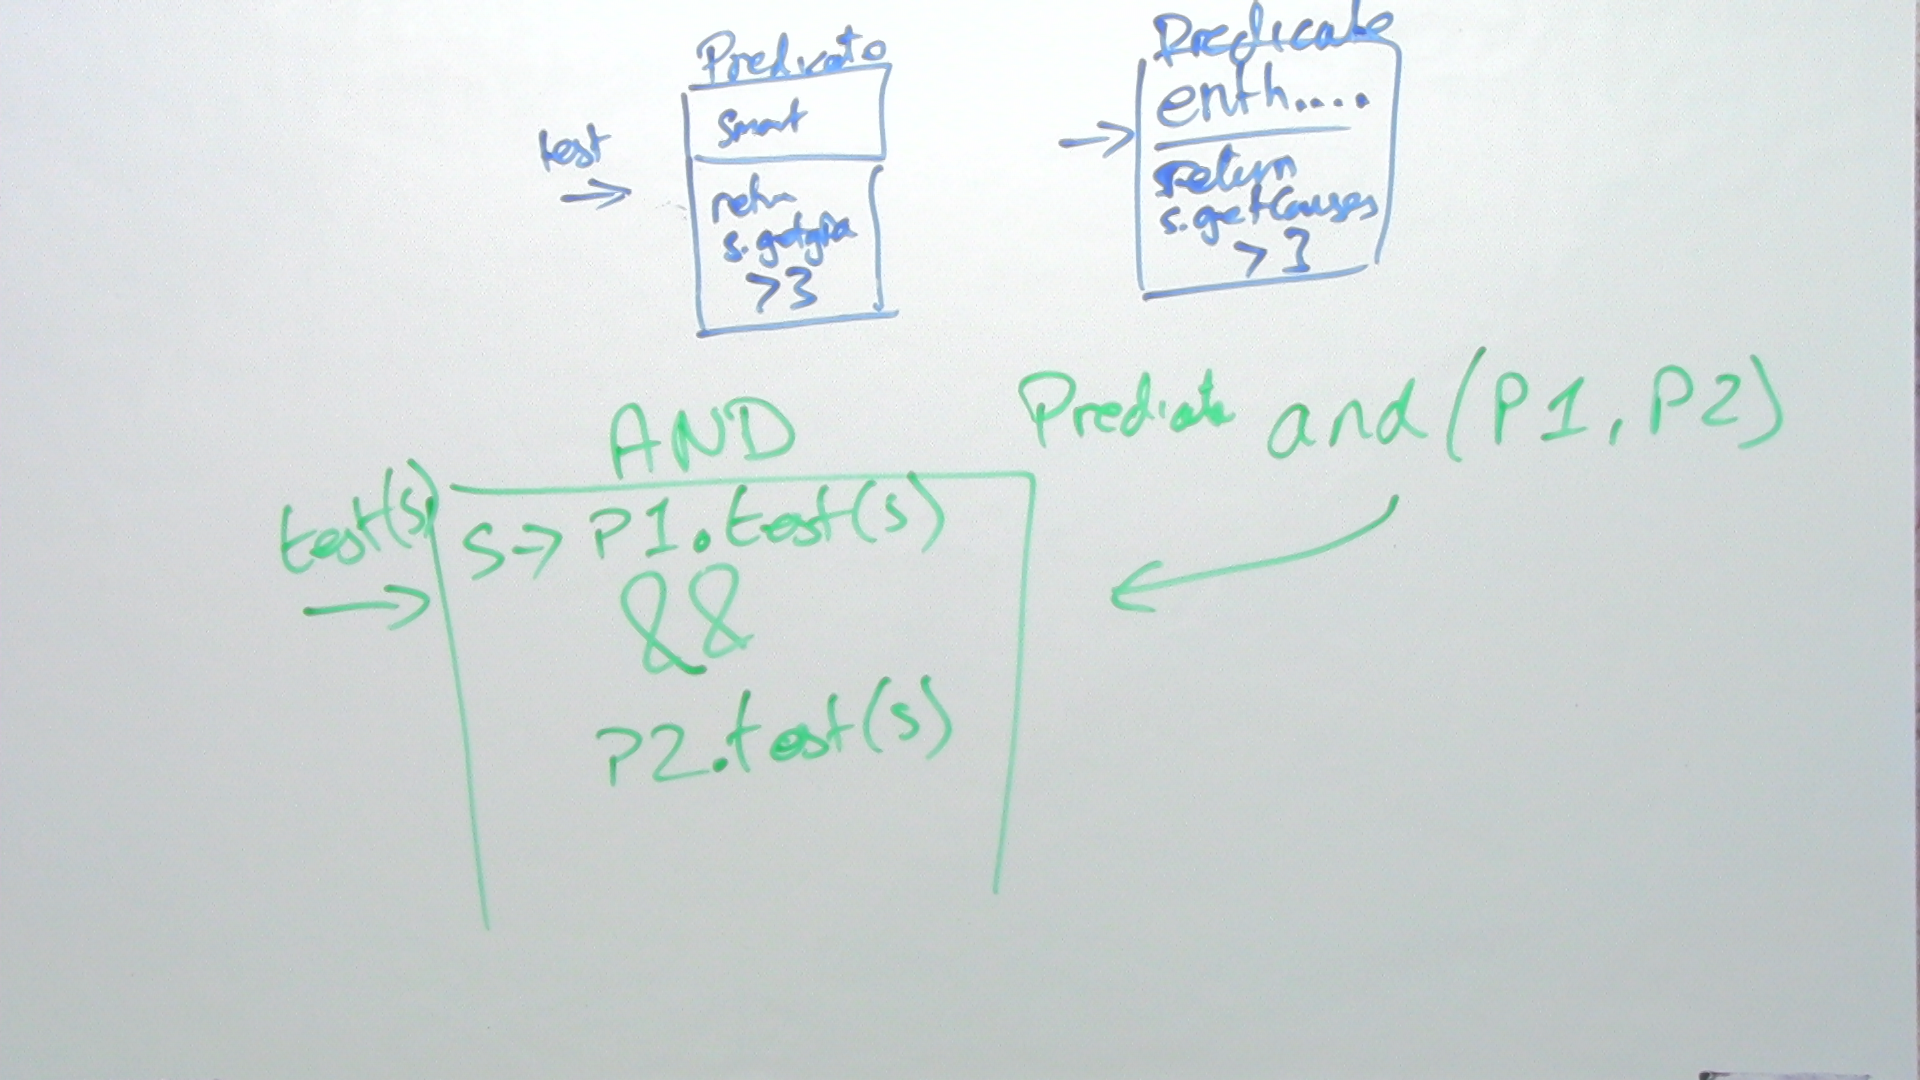 Predicate
smart
test
retun
s.getgpa
>3
Predicate
enth....
return
s.getCourses
>3
AND
Predicate and(P1, P2)
test(s)
s-> P1.test(s)
&&
P2.test(s)